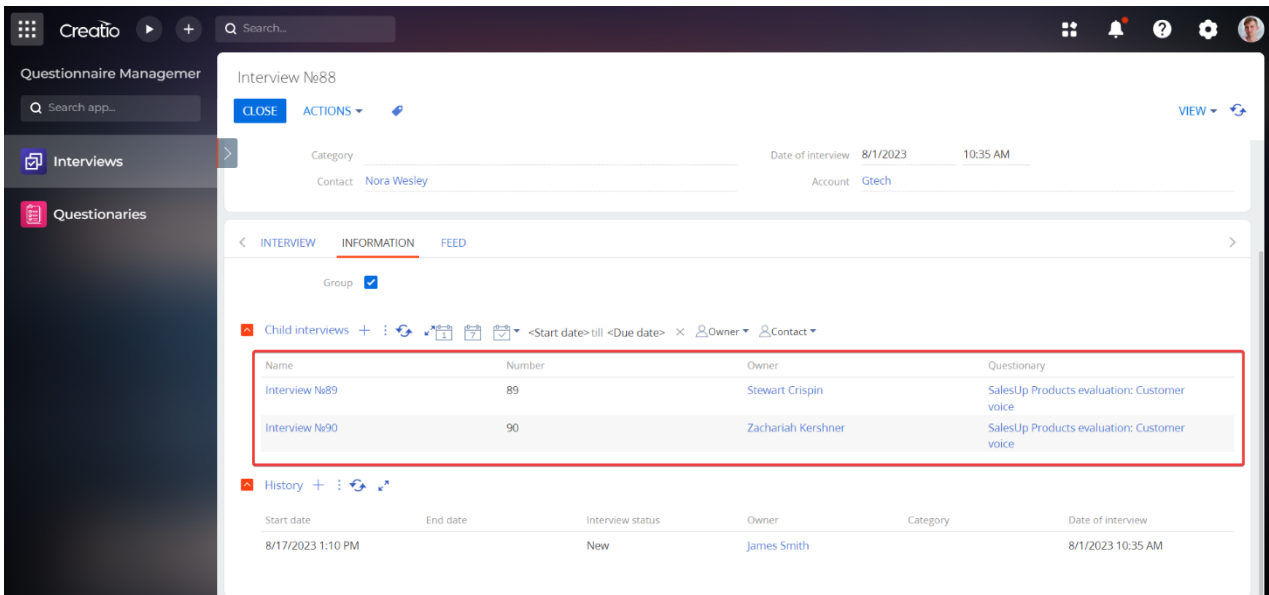 Creatio
Search...
Questionnaire Managemer
Search app...
Interviews
Questionaries
Interview №88
CLOSE ACTIONS VIEW
Category Date of interview 8/1/2023 10:35 AM
Contact Nora Wesley Account Gtech
INTERVIEW INFORMATION FEED
Group
Child interviews 1 7 <Start date> till <Due date> Owner Contact
Name Number Owner Questionary
Interview №89 89 Stewart Crispin SalesUp Products evaluation: Customer
voice
Interview №90 90 Zachariah Kershner SalesUp Products evaluation: Customer
voice
History
Start date End date Interview status Owner Category Date of interview
8/17/2023 1:10 PM New James Smith 8/1/2023 10:35 AM